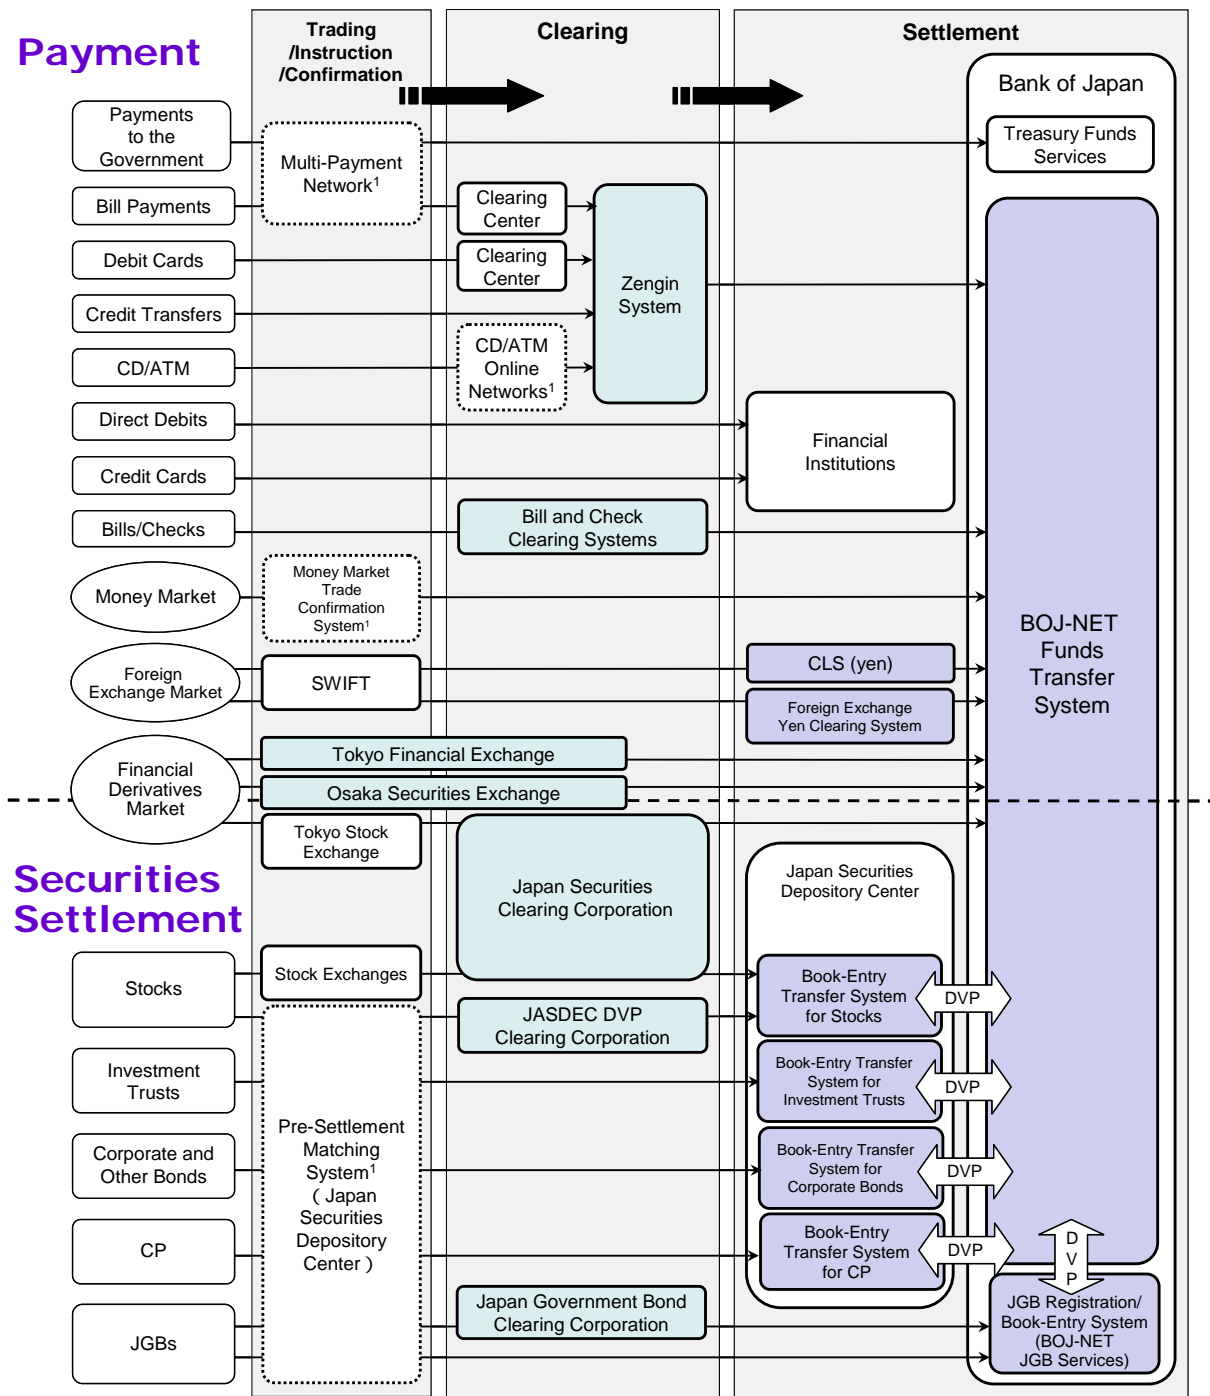 Payment
Trading
/Instruction
/Confirmation
Clearing
Settlement
Bank of Japan
Payments
to the
Government
Multi-Payment
Network1
Treasury Funds
Services
Bill Payments
Clearing
Center
Debit Cards
Clearing
Center
Zengin
System
Credit Transfers
CD/ATM
CD/ATM
Online
Networks1
Direct Debits
Financial
Institutions
Credit Cards
Bills/Checks
Bill and Check
Clearing Systems
Money Market
Money Market
Trade
Confirmation
System1
BOJ-NET
Funds
Transfer
System
Foreign
Exchange Market
SWIFT
CLS (yen)
Foreign Exchange
Yen Clearing System
Financial
Derivatives
Market
Tokyo Financial Exchange
Osaka Securities Exchange
Tokyo Stock
Exchange
Securities
Settlement
Japan Securities
Clearing Corporation
Japan Securities
Depository Center
Stocks
Stock Exchanges
Book-Entry
Transfer System
for Stocks
DVP
JASDEC DVP
Clearing Corporation
Investment
Trusts
Book-Entry Transfer
System for
Investment Trusts
DVP
Pre-Settlement
Matching
System1
( Japan
Securities
Depository
Center )
Corporate and
Other Bonds
Book-Entry Transfer
System for
Corporate Bonds
DVP
CP
Book-Entry
Transfer System
for CP
DVP
D
V
P
JGBs
Japan Government Bond
Clearing Corporation
JGB Registration/
Book-Entry System
(BOJ-NET
JGB Services)